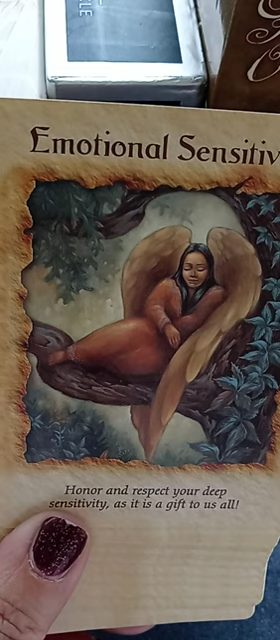 Emotional Sensitiv
Honor and respect your deep
sensitivity, as it is a gift to us all!